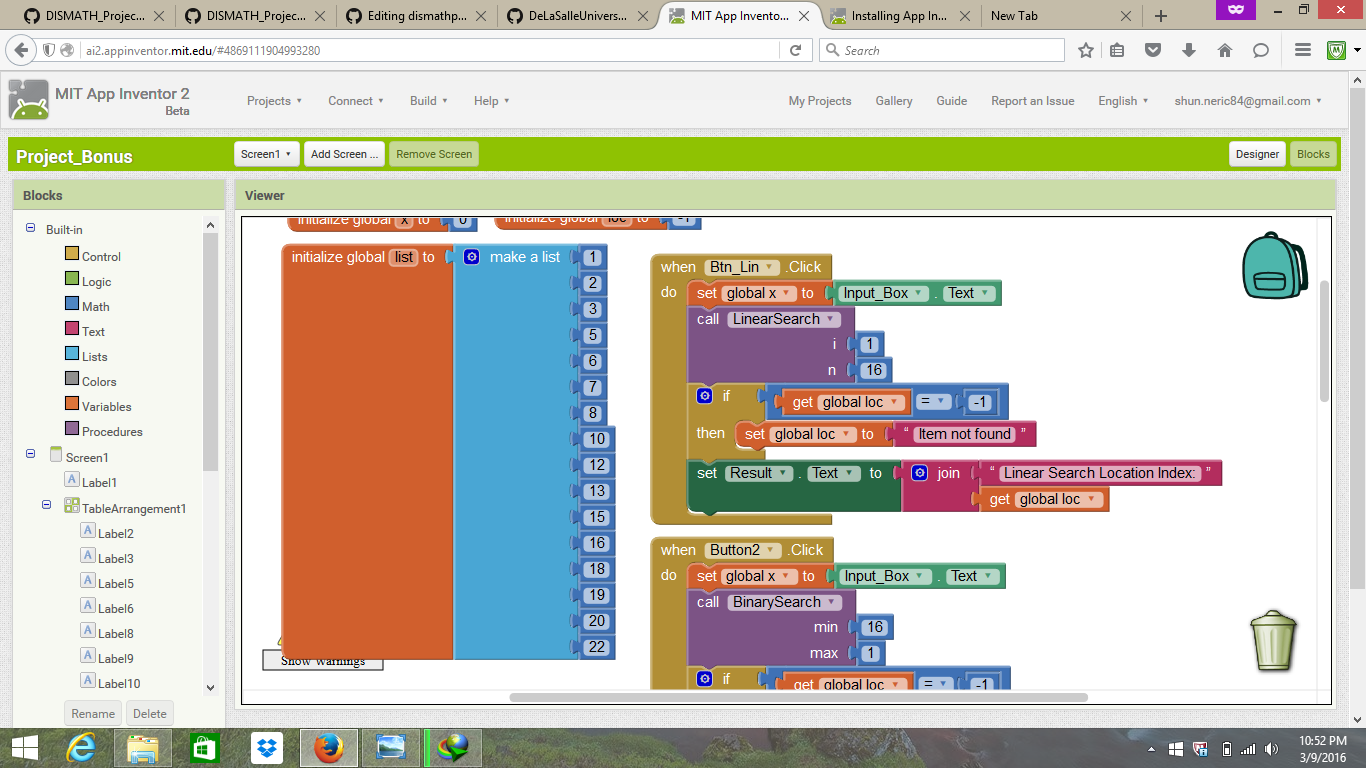 DISMATH_Projec...
DISMATH_Projec...
Editing dismathp...
DeLaSalleUnivers...
MIT App Invento...
Installing App In...
New Tab
ai2.appinventor.mit.edu/#4869111904993280
Search
MIT App Inventor 2
Beta
Projects
Connect
Build
Help
My Projects
Gallery
Guide
Report an Issue
English
shun.neric84@gmail.com
Project_Bonus
Screen1
Add Screen ...
Remove Screen
Designer
Blocks
Blocks
Built-in
Control
Logic
Math
Text
Lists
Colors
Variables
Procedures
Screen1
Label1
TableArrangement1
Label2
Label3
Label5
Label6
Label8
Label9
Label10
Rename
Delete
Viewer
initialize global x to 0
initialize global loc to -1
initialize global list to make a list 1
2
3
5
6
7
8
10
12
13
15
16
18
19
20
22
Show Warnings
when Btn_Lin .Click
do set global x to Input_Box . Text
call LinearSearch
i 1
n 16
if get global loc = -1
then set global loc to “ Item not found ”
set Result . Text to join “ Linear Search Location Index: ”
get global loc
when Button2 .Click
do set global x to Input_Box . Text
call BinarySearch
min 16
max 1
if get global loc = -1
10:52 PM
3/9/2016